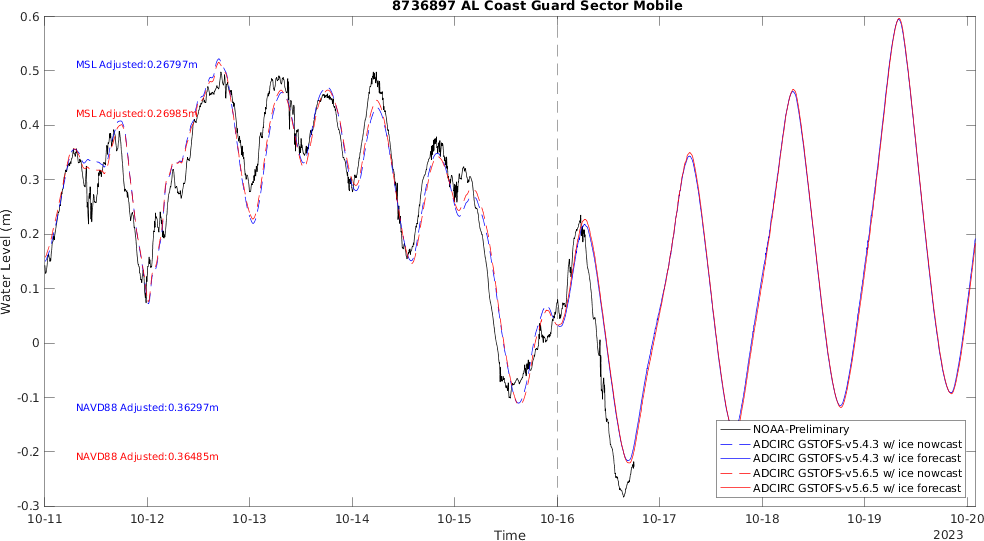 8736897 AL Coast Guard Sector Mobile
0.6
0.5
0.4
0.3
0.2
0.1
0
-0.1
-0.2
-0.3
Water Level (m)
MSL Adjusted:0.26797m
MSL Adjusted:0.26985m
NAVD88 Adjusted:0.36297m
NAVD88 Adjusted:0.36485m
NOAA-Preliminary
ADCIRC GSTOFS-v5.4.3 w/ ice nowcast
ADCIRC GSTOFS-v5.4.3 w/ ice forecast
ADCIRC GSTOFS-v5.6.5 w/ ice nowcast
ADCIRC GSTOFS-v5.6.5 w/ ice forecast
10-11 10-12 10-13 10-14 10-15 10-16 10-17 10-18 10-19 10-20
Time
2023